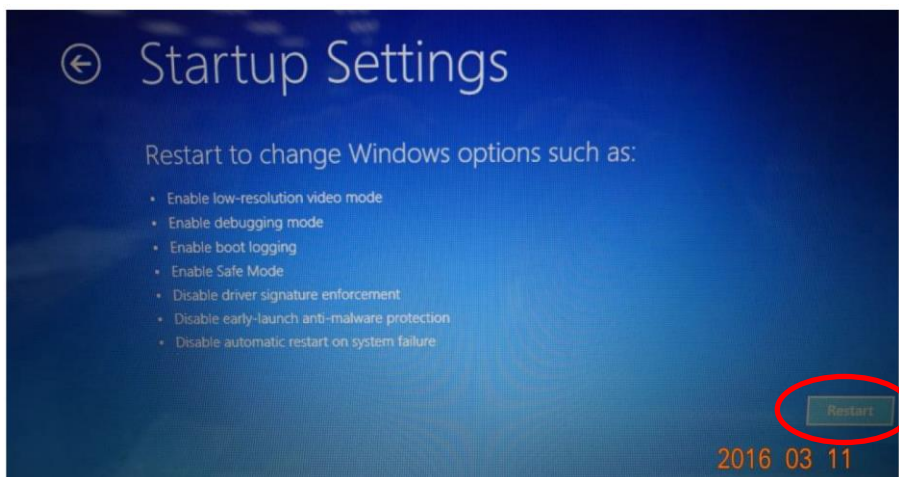 Startup Settings
Restart to change Windows options such as:
• Enable low-resolution video mode
• Enable debugging mode
• Enable boot logging
• Enable Safe Mode
• Disable driver signature enforcement
• Disable early-launch anti-malware protection
• Disable automatic restart on system failure
Restart
2016 03 11